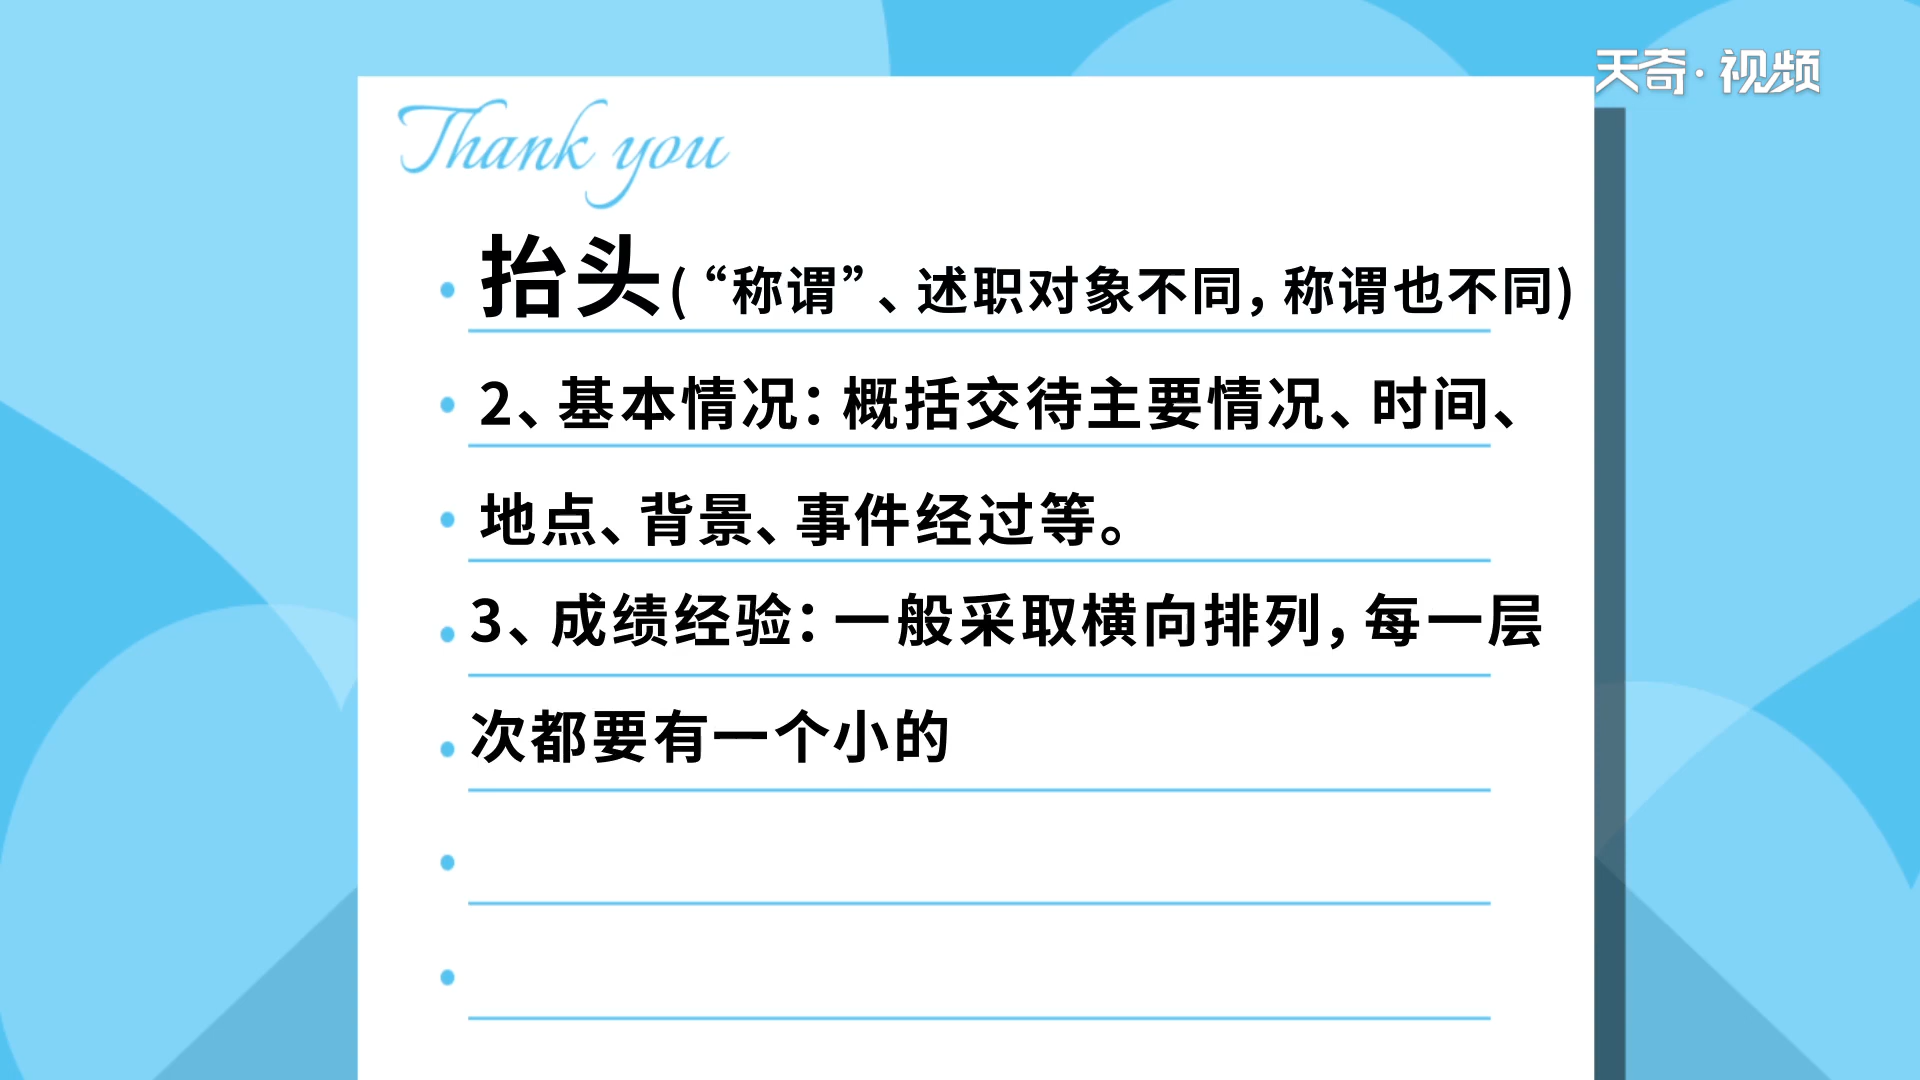 天奇·视频
Thank you
抬头(“称谓”、述职对象不同,称谓也不同)
2、基本情况:概括交待主要情况、时间、
地点、背景、事件经过等。
3、成绩经验:一般采取横向排列,每一层
次都要有一个小的